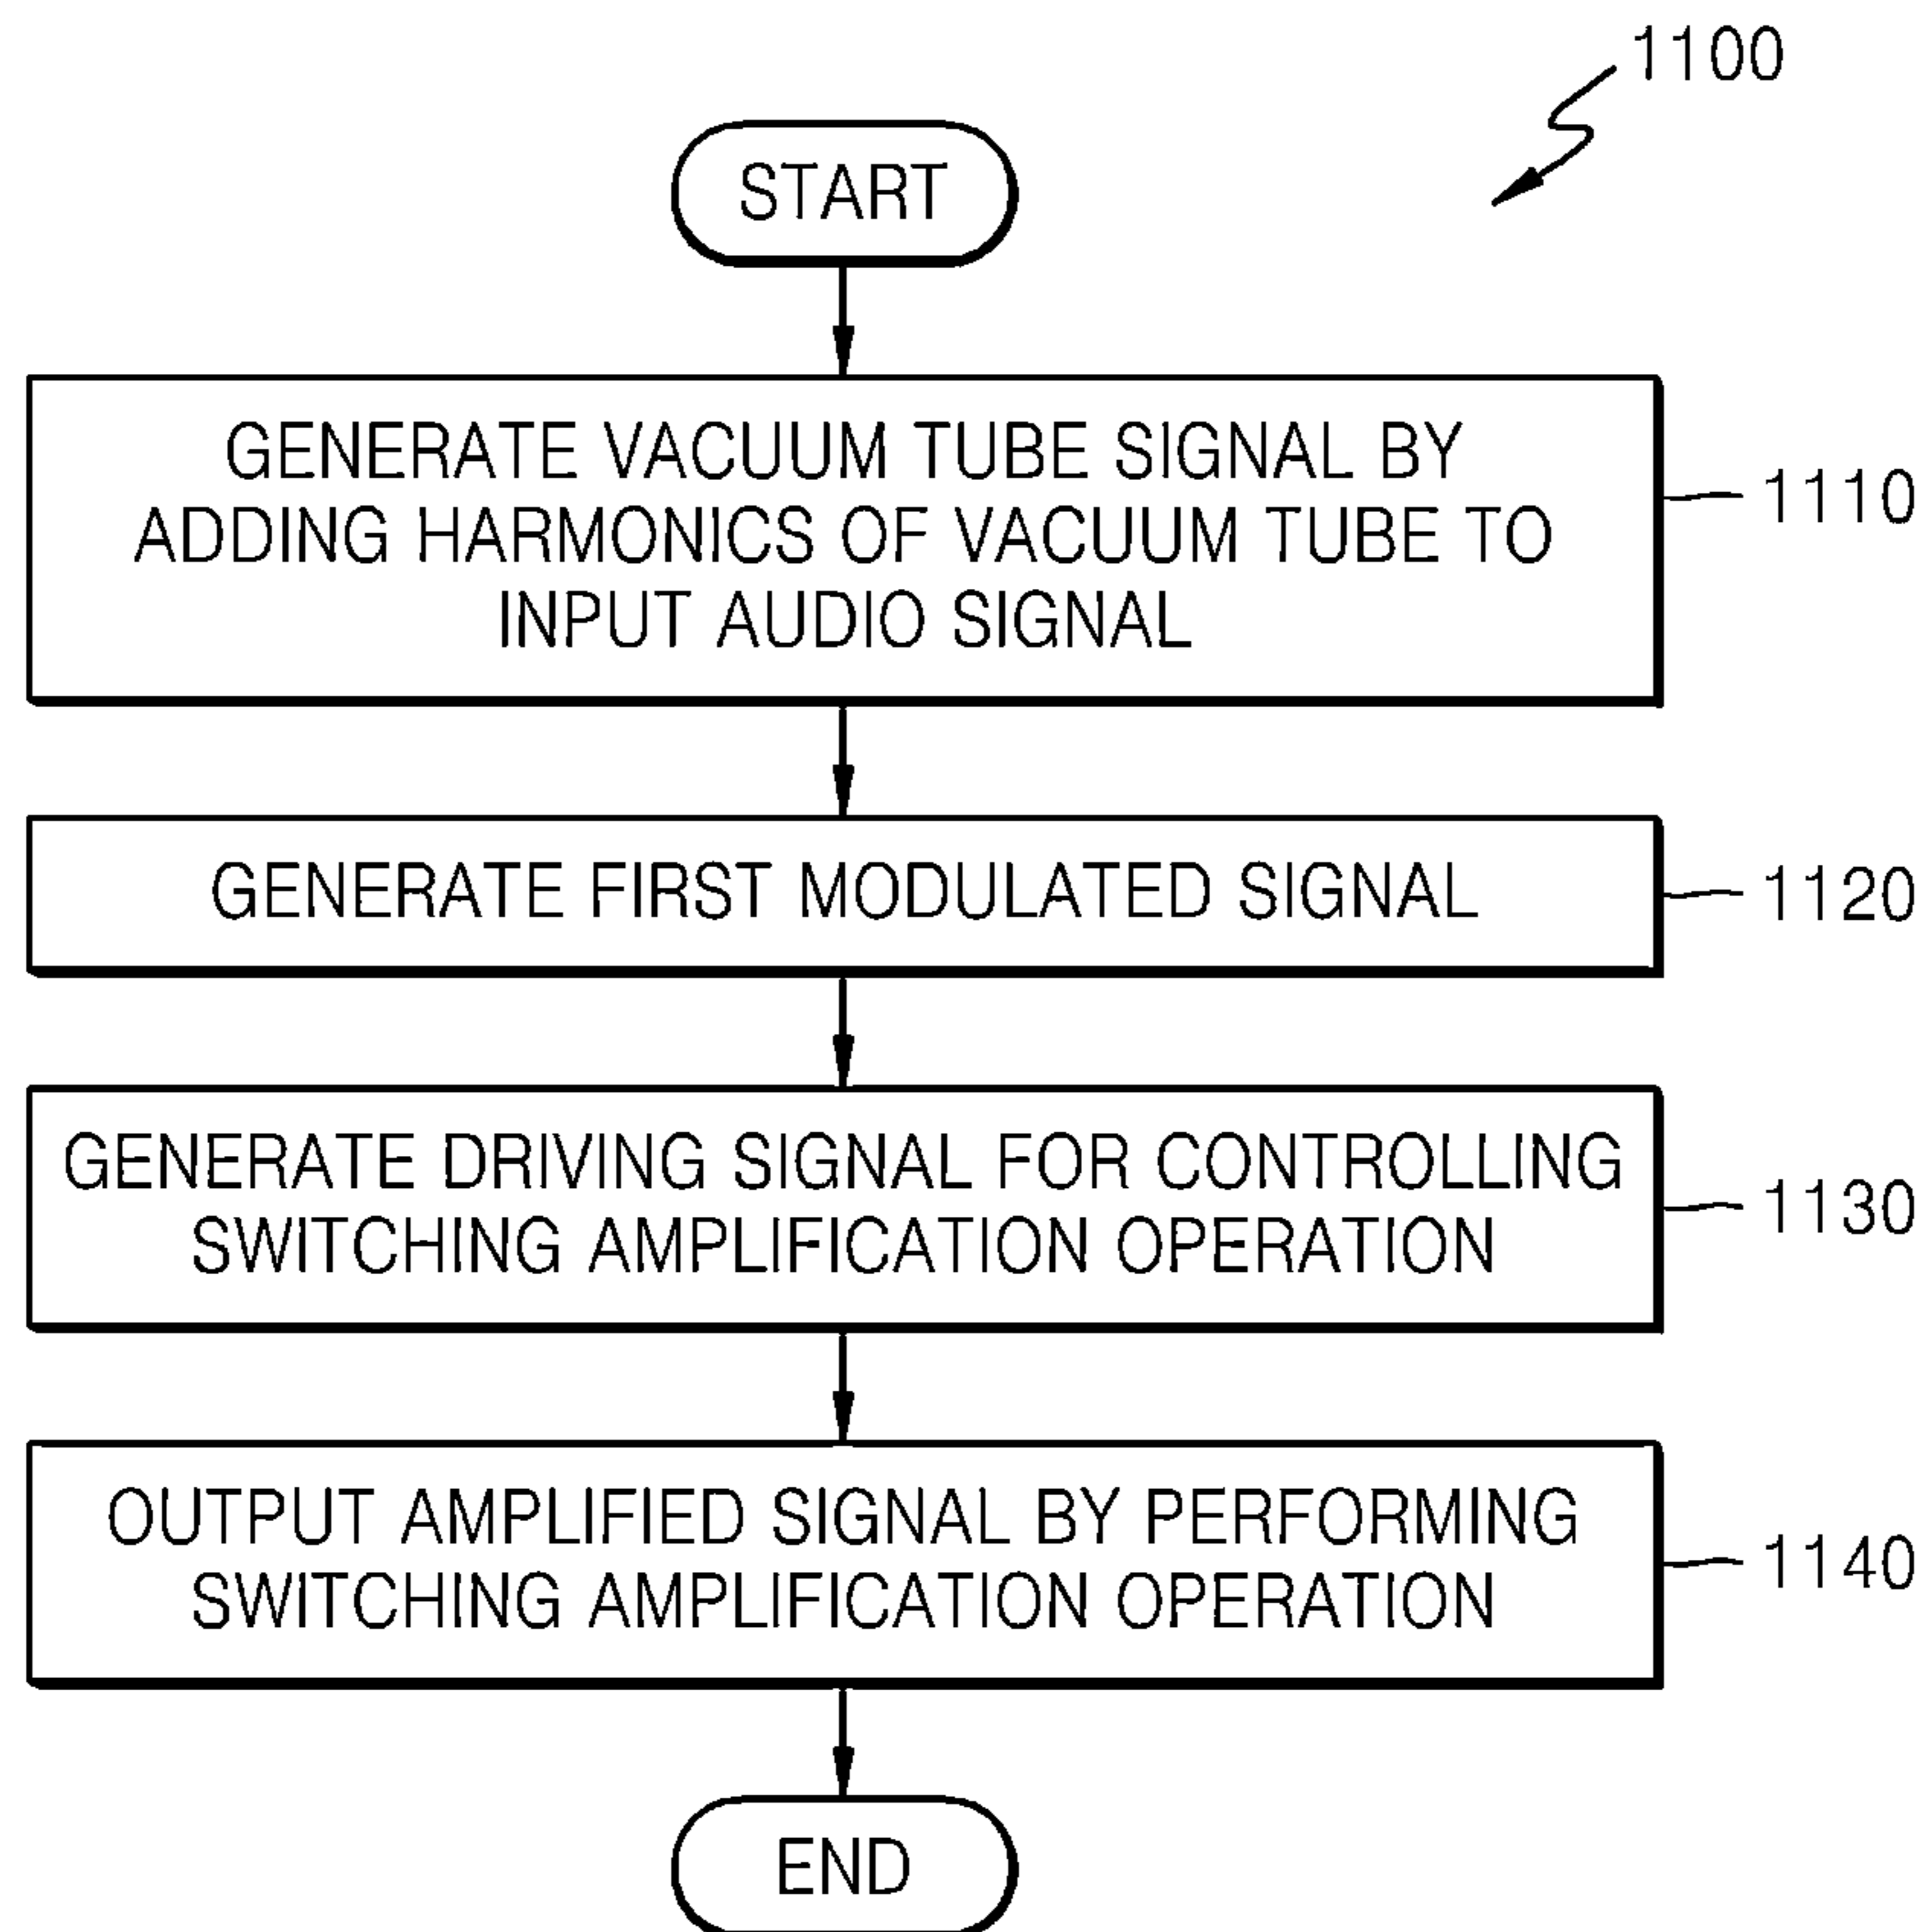 1100
START
GENERATE VACUUM TUBE SIGNAL BY
ADDING HARMONICS OF VACUUM TUBE TO
INPUT AUDIO SIGNAL
1110
GENERATE FIRST MODULATED SIGNAL
1120
GENERATE DRIVING SIGNAL FOR CONTROLLING
SWITCHING AMPLIFICATION OPERATION
1130
OUTPUT AMPLIFIED SIGNAL BY PERFORMING
SWITCHING AMPLIFICATION OPERATION
1140
END